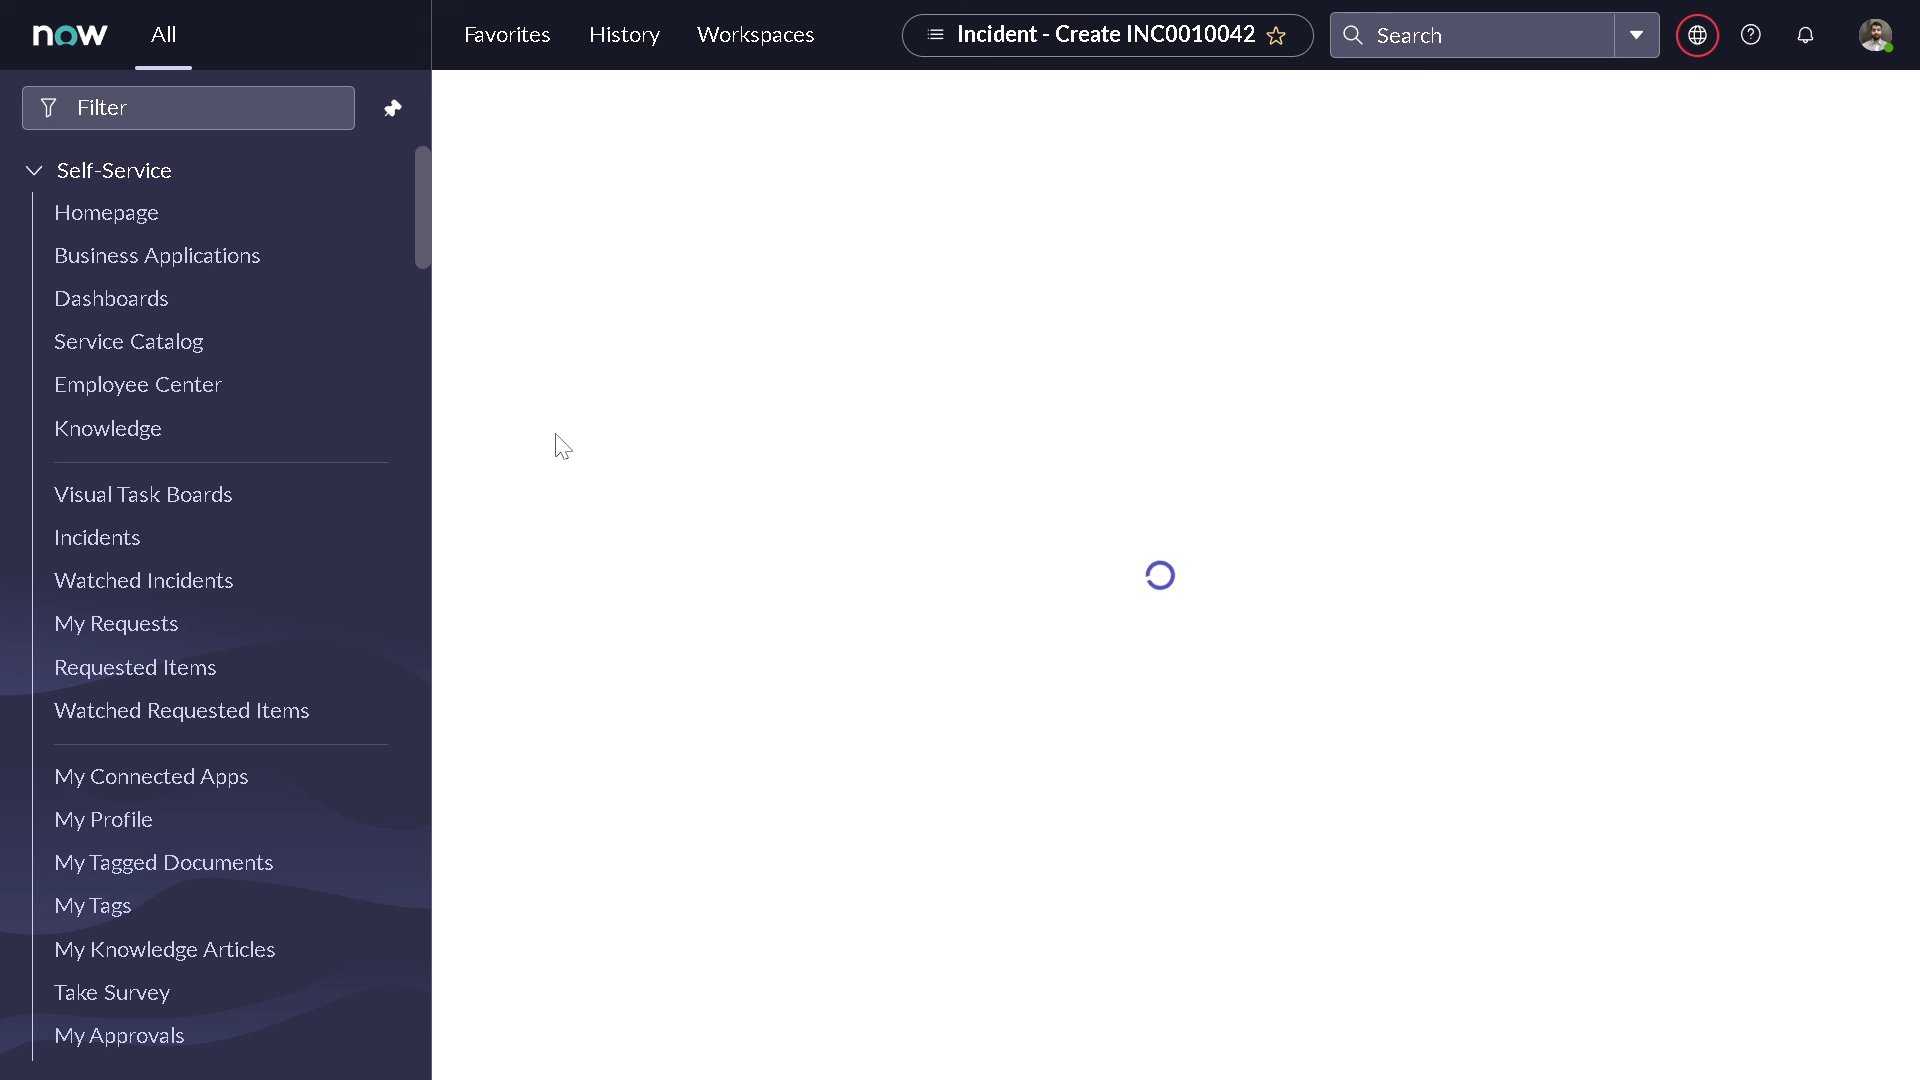 now
All
Favorites
History
Workspaces
Incident - Create INC0010042
Search
Filter
Self-Service
Homepage
Business Applications
Dashboards
Service Catalog
Employee Center
Knowledge
Visual Task Boards
Incidents
Watched Incidents
My Requests
Requested Items
Watched Requested Items
My Connected Apps
My Profile
My Tagged Documents
My Tags
My Knowledge Articles
Take Survey
My Approvals